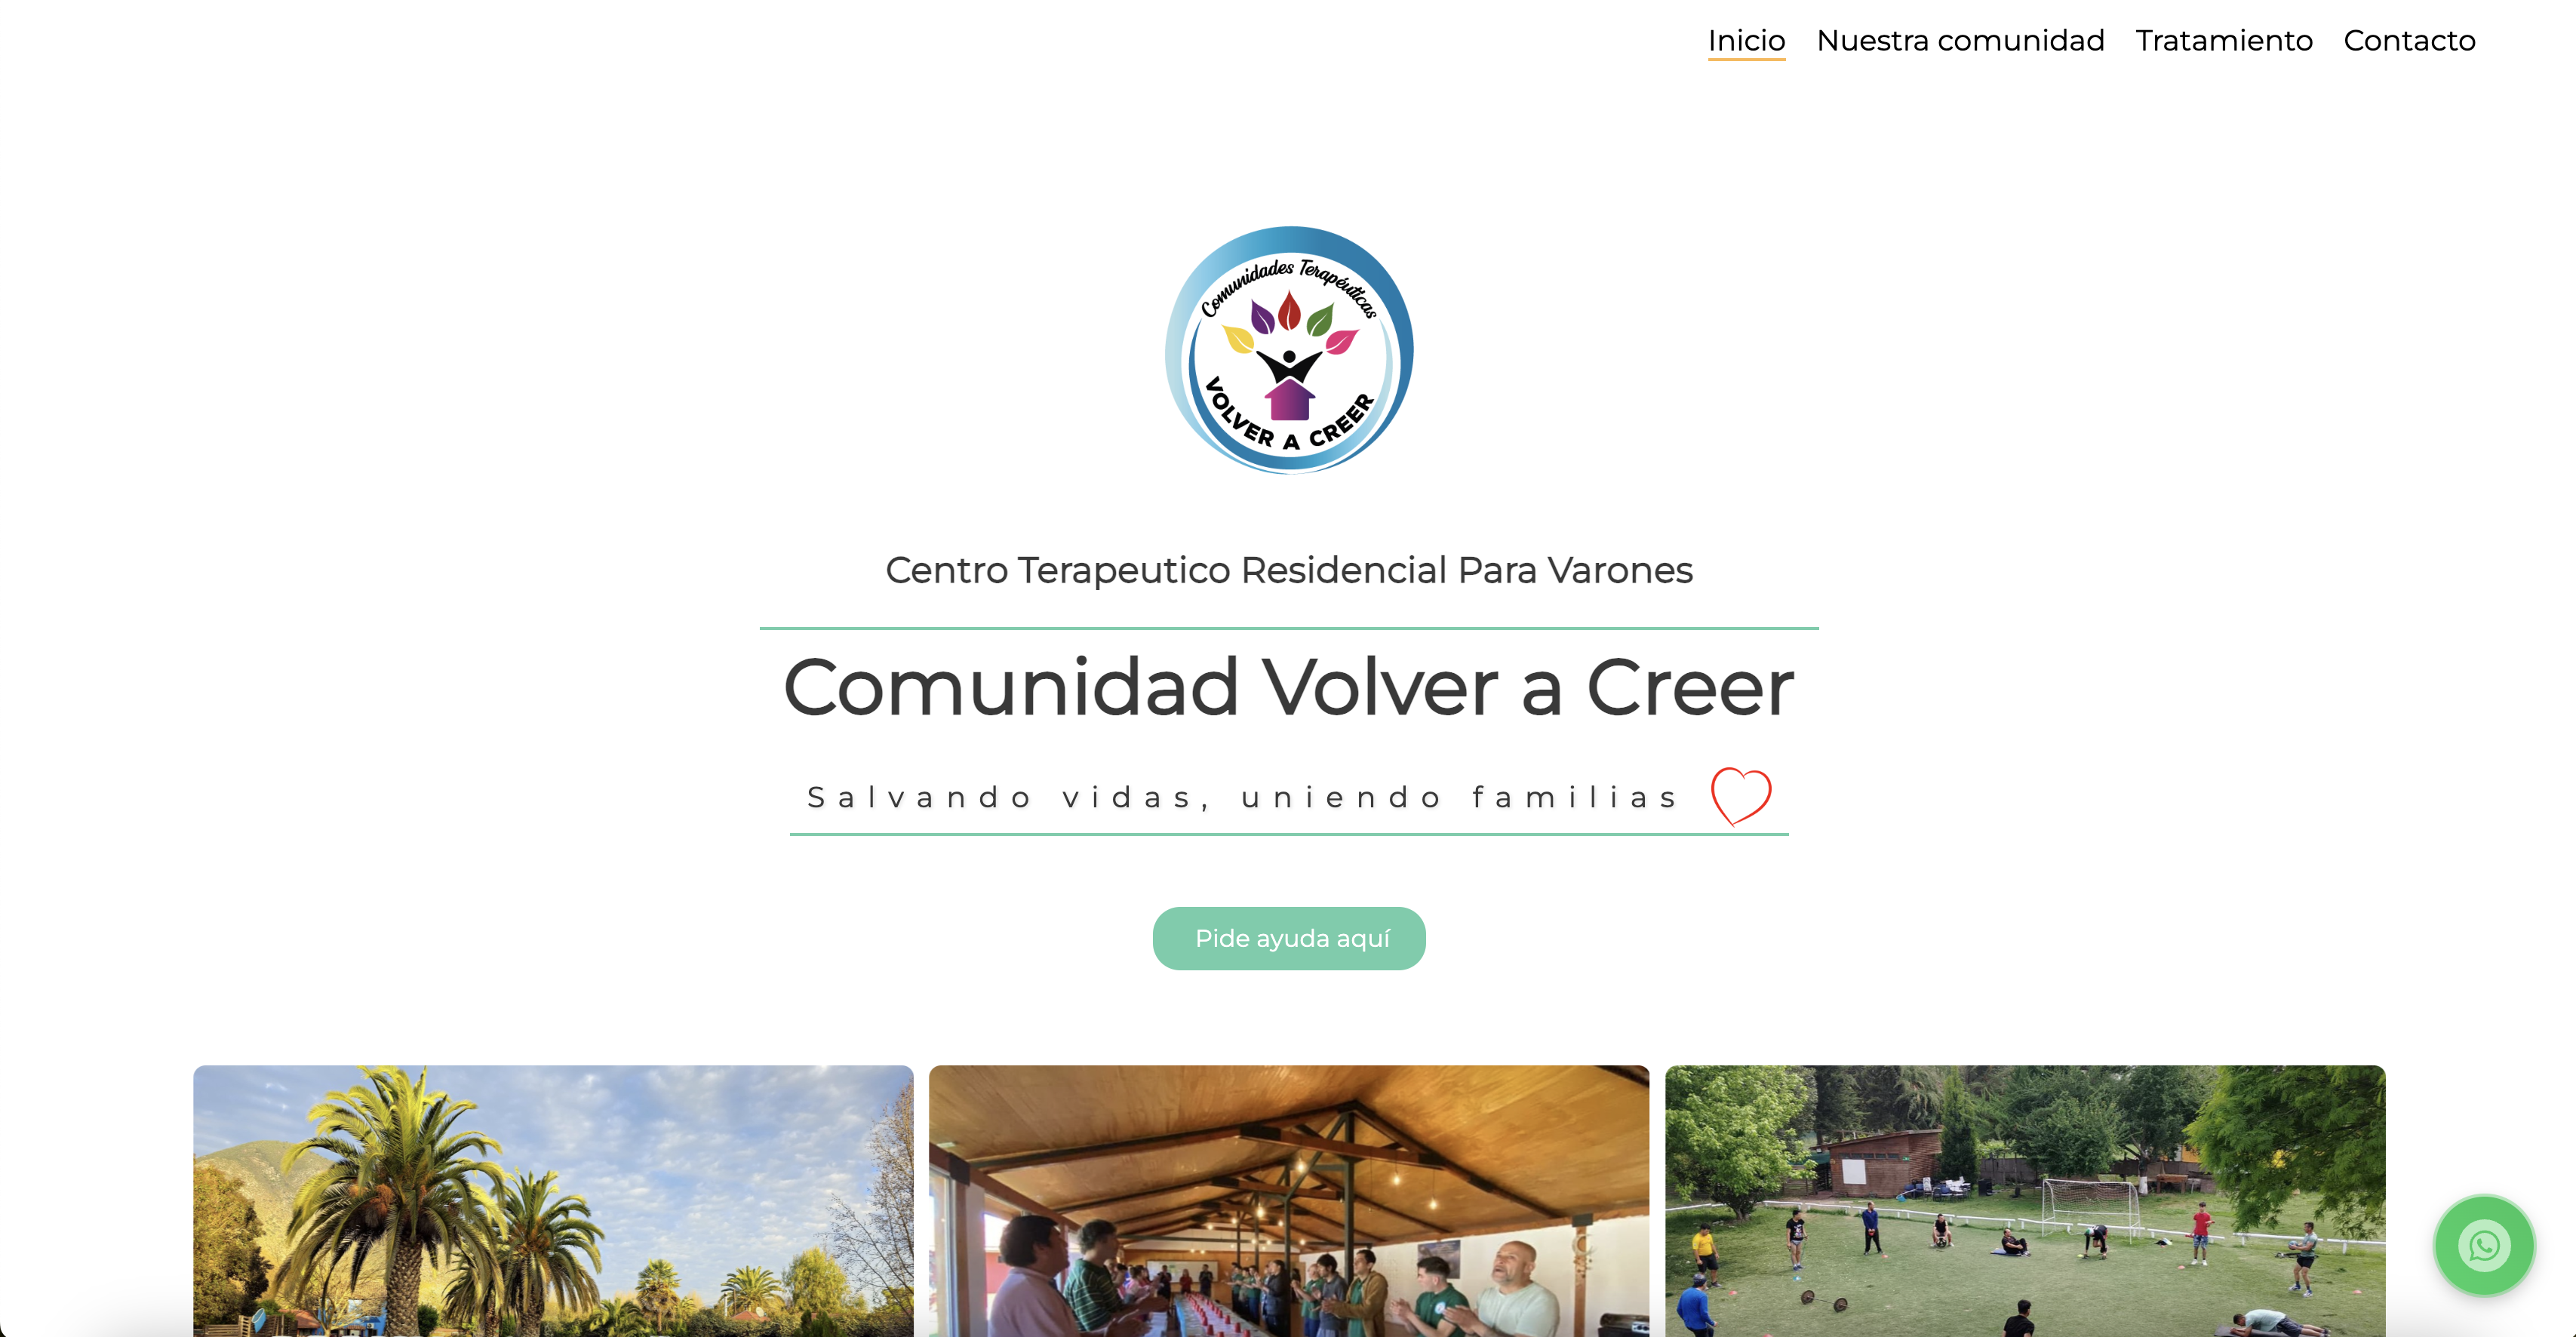 Inicio Nuestra comunidad Tratamiento Contacto
Comunidades Terapéuticas
VOLVER A CREER
Centro Terapeutico Residencial Para Varones
Comunidad Volver a Creer
Salvando vidas, uniendo familias
Pide ayuda aquí